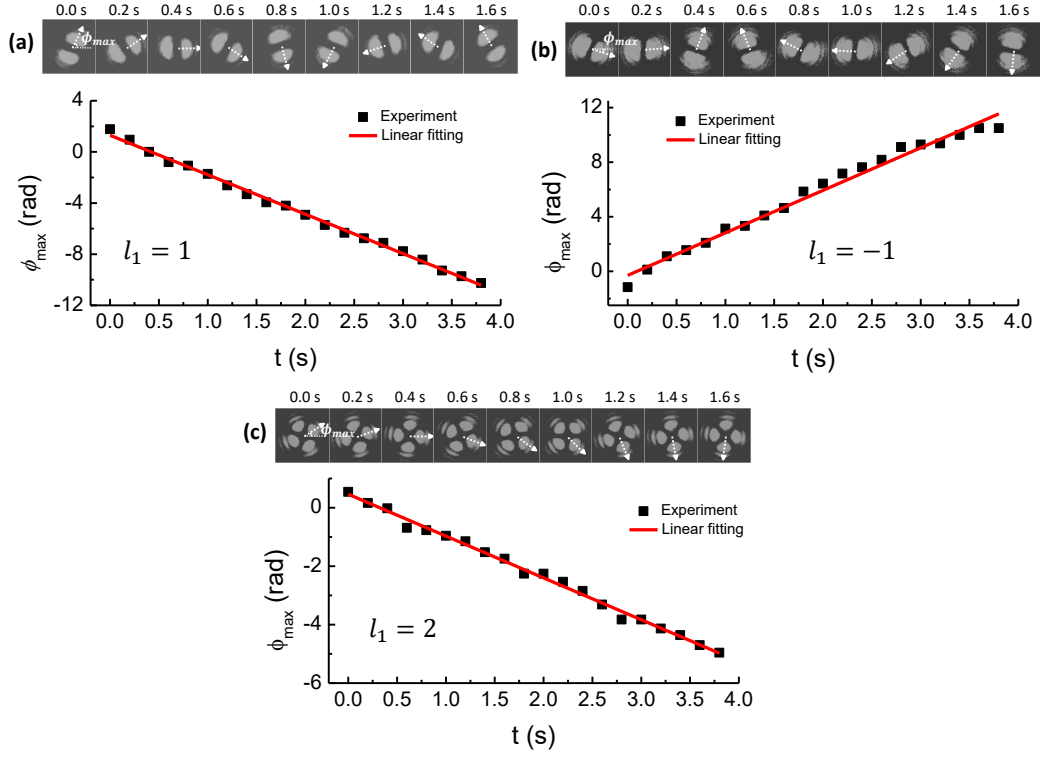 (a)
0.0 s 0.2 s 0.4 s 0.6 s 0.8 s 1.0 s 1.2 s 1.4 s 1.6 s
ϕmax
4
0
-4
-8
-12
ϕmax (rad)
Experiment
Linear fitting
l1 = 1
0.0 0.5 1.0 1.5 2.0 2.5 3.0 3.5 4.0
t (s)
(b)
0.0 s 0.2 s 0.4 s 0.6 s 0.8 s 1.0 s 1.2 s 1.4 s 1.6 s
ϕmax
12
8
4
0
ϕmax (rad)
Experiment
Linear fitting
l1 = −1
0.0 0.5 1.0 1.5 2.0 2.5 3.0 3.5 4.0
t (s)
(c)
0.0 s 0.2 s 0.4 s 0.6 s 0.8 s 1.0 s 1.2 s 1.4 s 1.6 s
ϕmax
0
-2
-4
-6
ϕmax (rad)
Experiment
Linear fitting
l1 = 2
0.0 0.5 1.0 1.5 2.0 2.5 3.0 3.5 4.0
t (s)